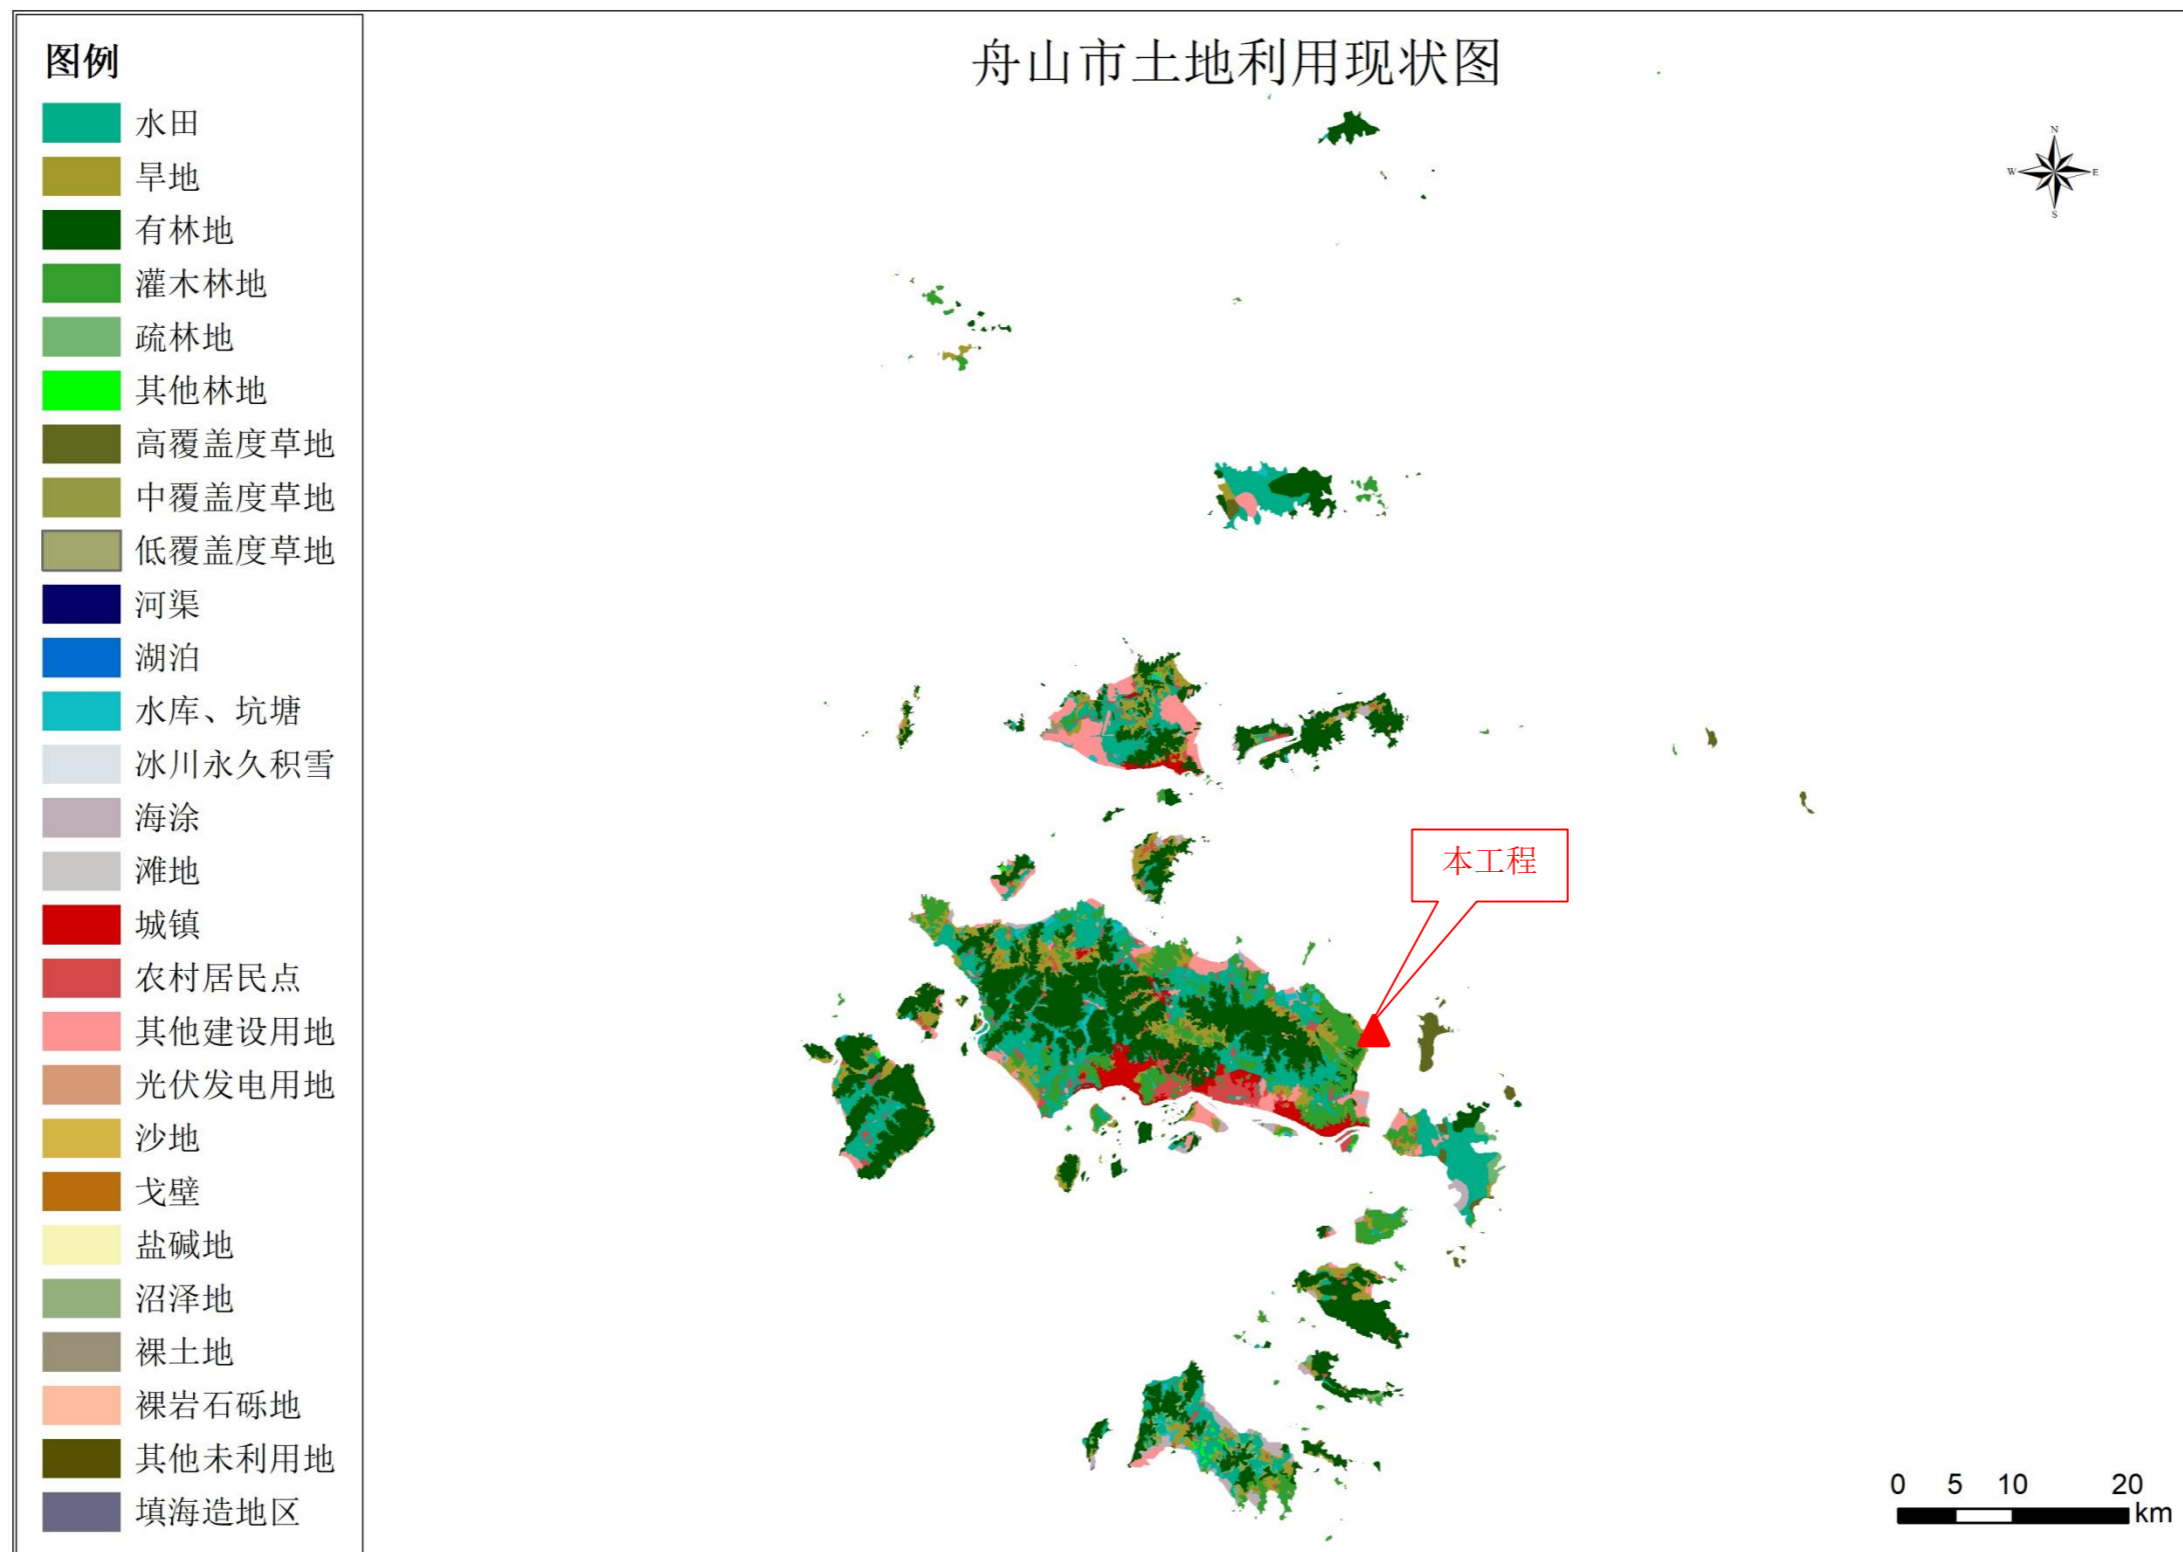 舟山市土地利用现状图
图例
水田
旱地
有林地
灌木林地
疏林地
其他林地
高覆盖度草地
中覆盖度草地
低覆盖度草地
河渠
湖泊
水库、坑塘
冰川永久积雪
海涂
滩地
城镇
农村居民点
其他建设用地
光伏发电用地
沙地
戈壁
盐碱地
沼泽地
裸土地
裸岩石砾地
其他未利用地
填海造地区
N
W E
S
本工程
0 5 10 20
km